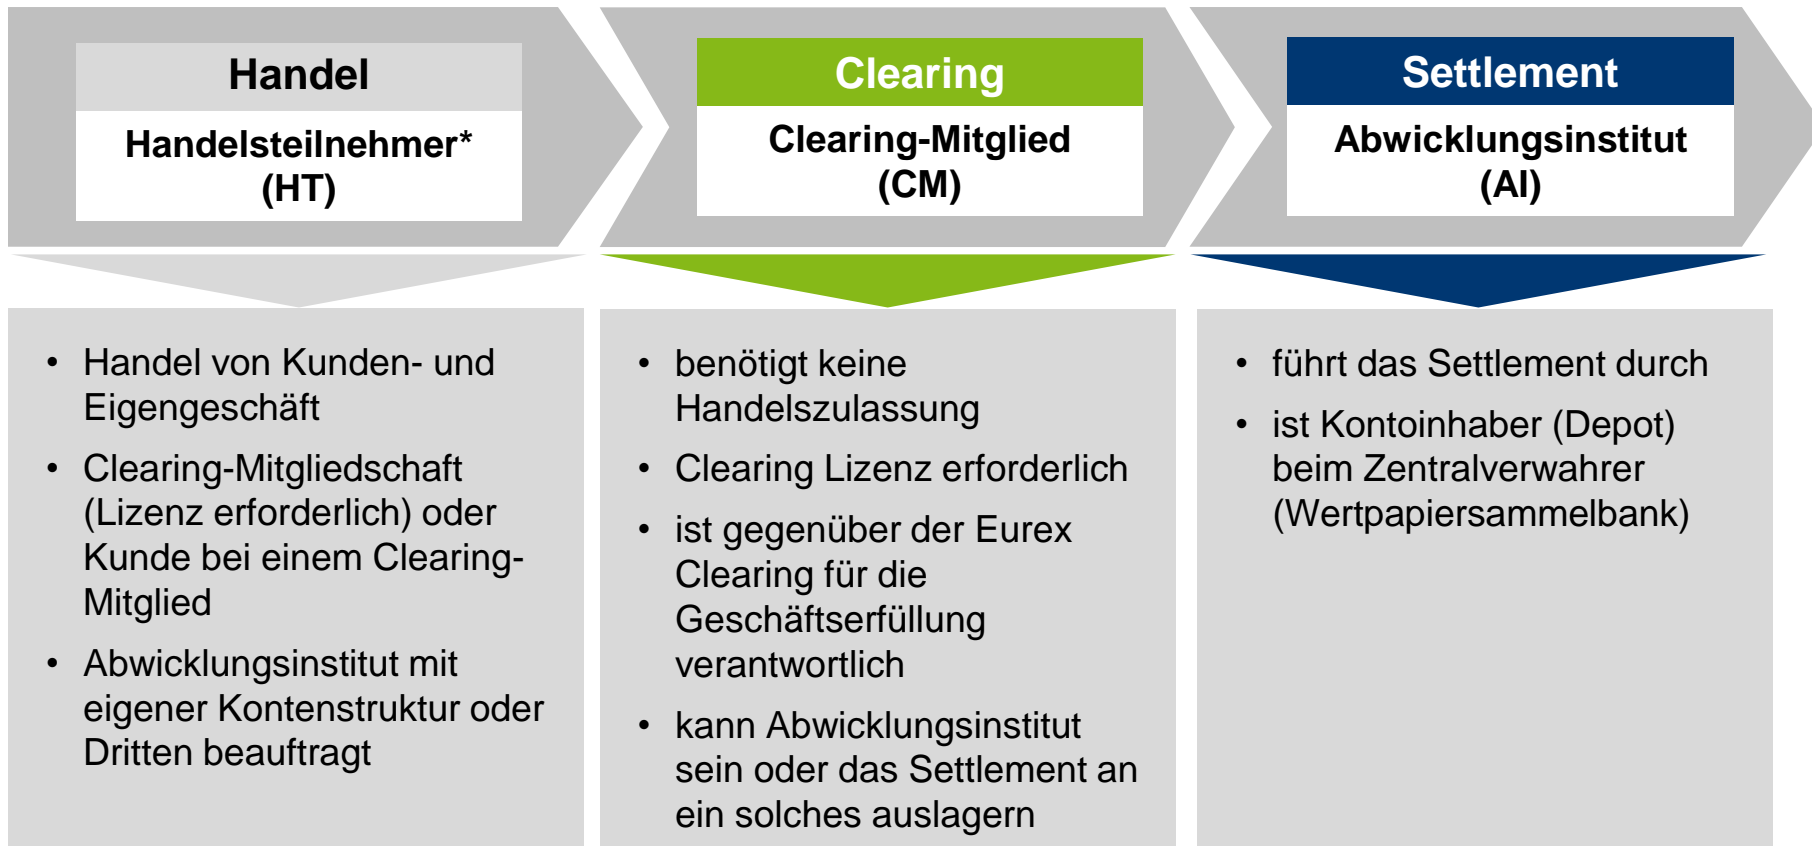 Handel
Handelsteilnehmer*
(HT)
• Handel von Kunden- und
Eigengeschäft
• Clearing-Mitgliedschaft
(Lizenz erforderlich) oder
Kunde bei einem Clearing-
Mitglied
• Abwicklungsinstitut mit
eigener Kontenstruktur oder
Dritten beauftragt
Clearing
Clearing-Mitglied
(CM)
• benötigt keine
Handelszulassung
• Clearing Lizenz erforderlich
• ist gegenüber der Eurex
Clearing für die
Geschäftserfüllung
verantwortlich
• kann Abwicklungsinstitut
sein oder das Settlement an
ein solches auslagern
Settlement
Abwicklungsinstitut
(AI)
• führt das Settlement durch
• ist Kontoinhaber (Depot)
beim Zentralverwahrer
(Wertpapiersammelbank)